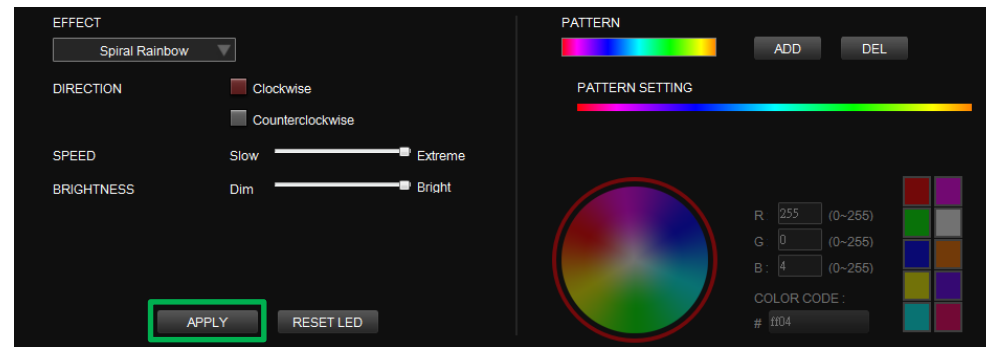 EFFECT
Spiral Rainbow
DIRECTION
Clockwise
Counterclockwise
SPEED Slow Extreme
BRIGHTNESS Dim Bright
APPLY RESET LED
PATTERN
ADD DEL
PATTERN SETTING
R 255 (0~255)
G 0 (0~255)
B : 4 (0~255)
COLOR CODE :
# ff04